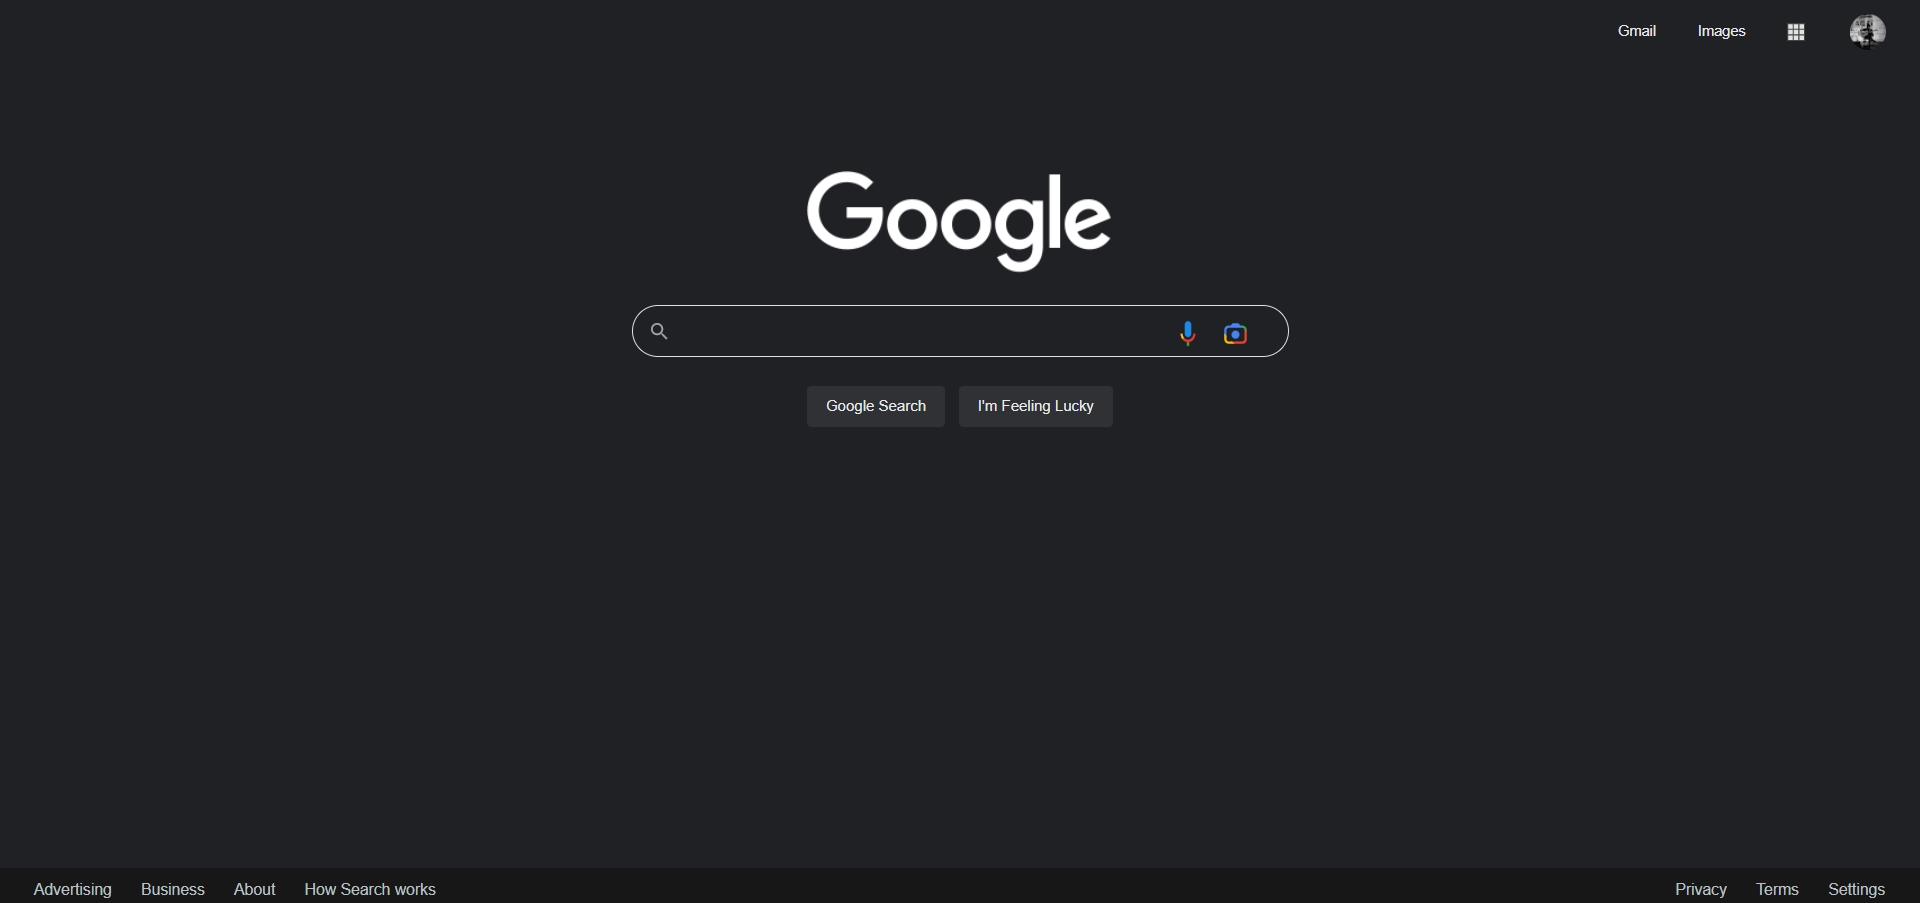 Gmail Images
Google
Google Search I'm Feeling Lucky
Advertising Business About How Search works Privacy Terms Settings